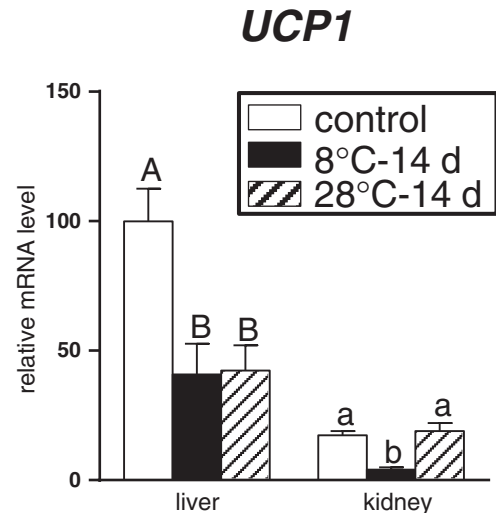 UCP1
150
control
8°C-14 d
28°C-14 d
A
100
relative mRNA level
B B
50
a a
b
0
liver kidney